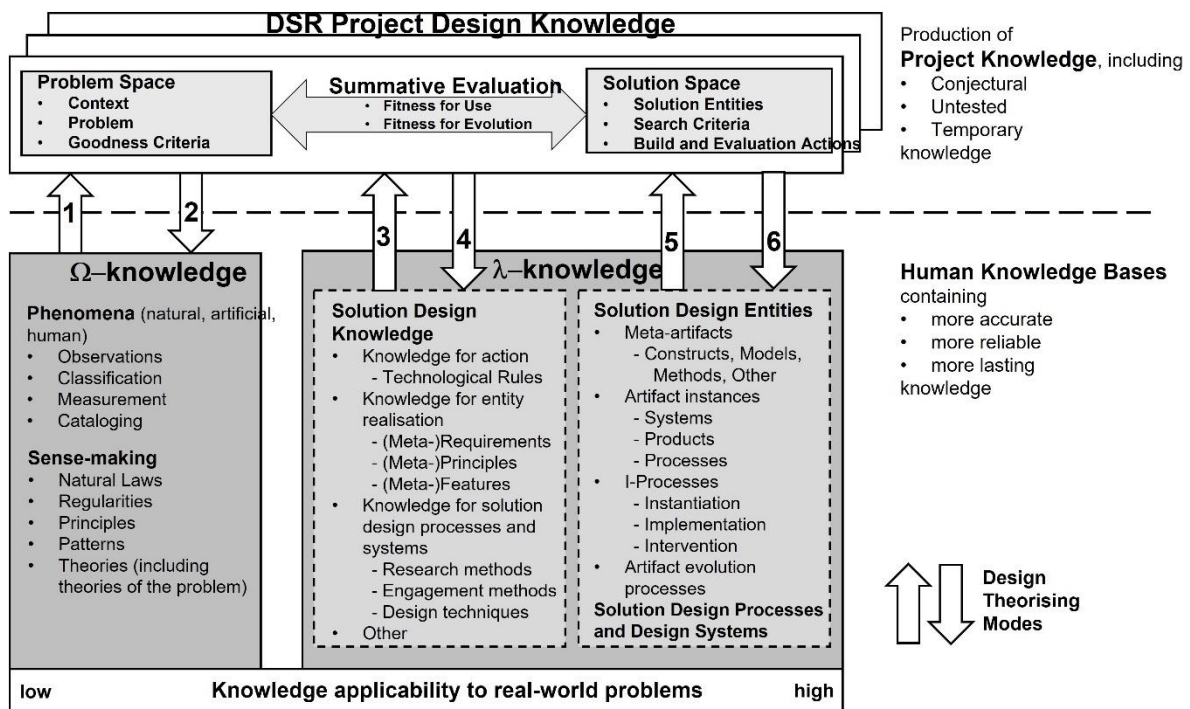 DSR Project Design Knowledge
Problem Space
• Context
• Problem
• Goodness Criteria
Summative Evaluation
• Fitness for Use
• Fitness for Evolution
Solution Space
• Solution Entities
• Search Criteria
• Build and Evaluation Actions
Production of
Project Knowledge, including
• Conjectural
• Untested
• Temporary
knowledge
1
2
3
4
5
6
Ω–knowledge
Phenomena (natural, artificial,
human)
• Observations
• Classification
• Measurement
• Cataloging
Sense-making
• Natural Laws
• Regularities
• Principles
• Patterns
• Theories (including
theories of the problem)
λ–knowledge
Solution Design
Knowledge
• Knowledge for action
- Technological Rules
• Knowledge for entity
realisation
- (Meta-)Requirements
- (Meta-)Principles
- (Meta-)Features
• Knowledge for solution
design processes and
systems
- Research methods
- Engagement methods
- Design techniques
• Other
Solution Design Entities
• Meta-artifacts
- Constructs, Models,
Methods, Other
• Artifact instances
- Systems
- Products
- Processes
• I-Processes
- Instantiation
- Implementation
- Intervention
• Artifact evolution
processes
Solution Design Processes
and Design Systems
Human Knowledge Bases
containing
• more accurate
• more reliable
• more lasting
knowledge
Design
Theorising
Modes
low
Knowledge applicability to real-world problems
high